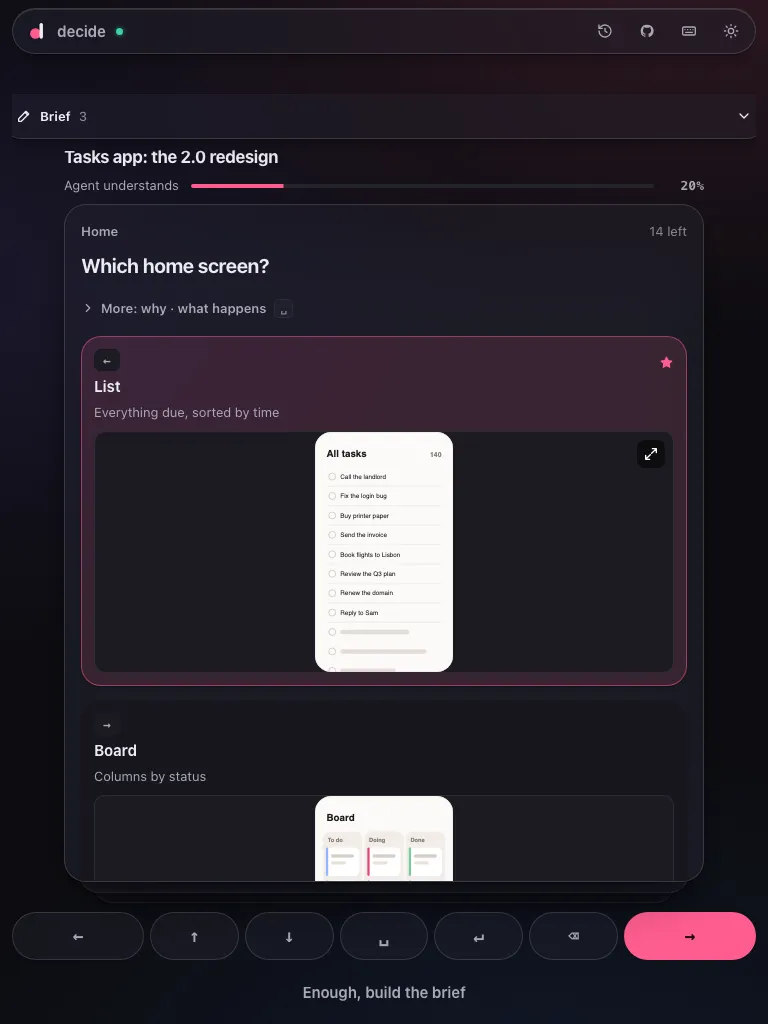 decide
Brief 3
Tasks app: the 2.0 redesign
Agent understands 20%
Home 14 left
Which home screen?
More: why · what happens ␣
←
List
Everything due, sorted by time
All tasks 140
Call the landlord
Fix the login bug
Buy printer paper
Send the invoice
Book flights to Lisbon
Review the Q3 plan
Renew the domain
Reply to Sam
→
Board
Columns by status
Board
To do Doing Done
← ↑ ↓ ␣ ↵ ⌫ →
Enough, build the brief